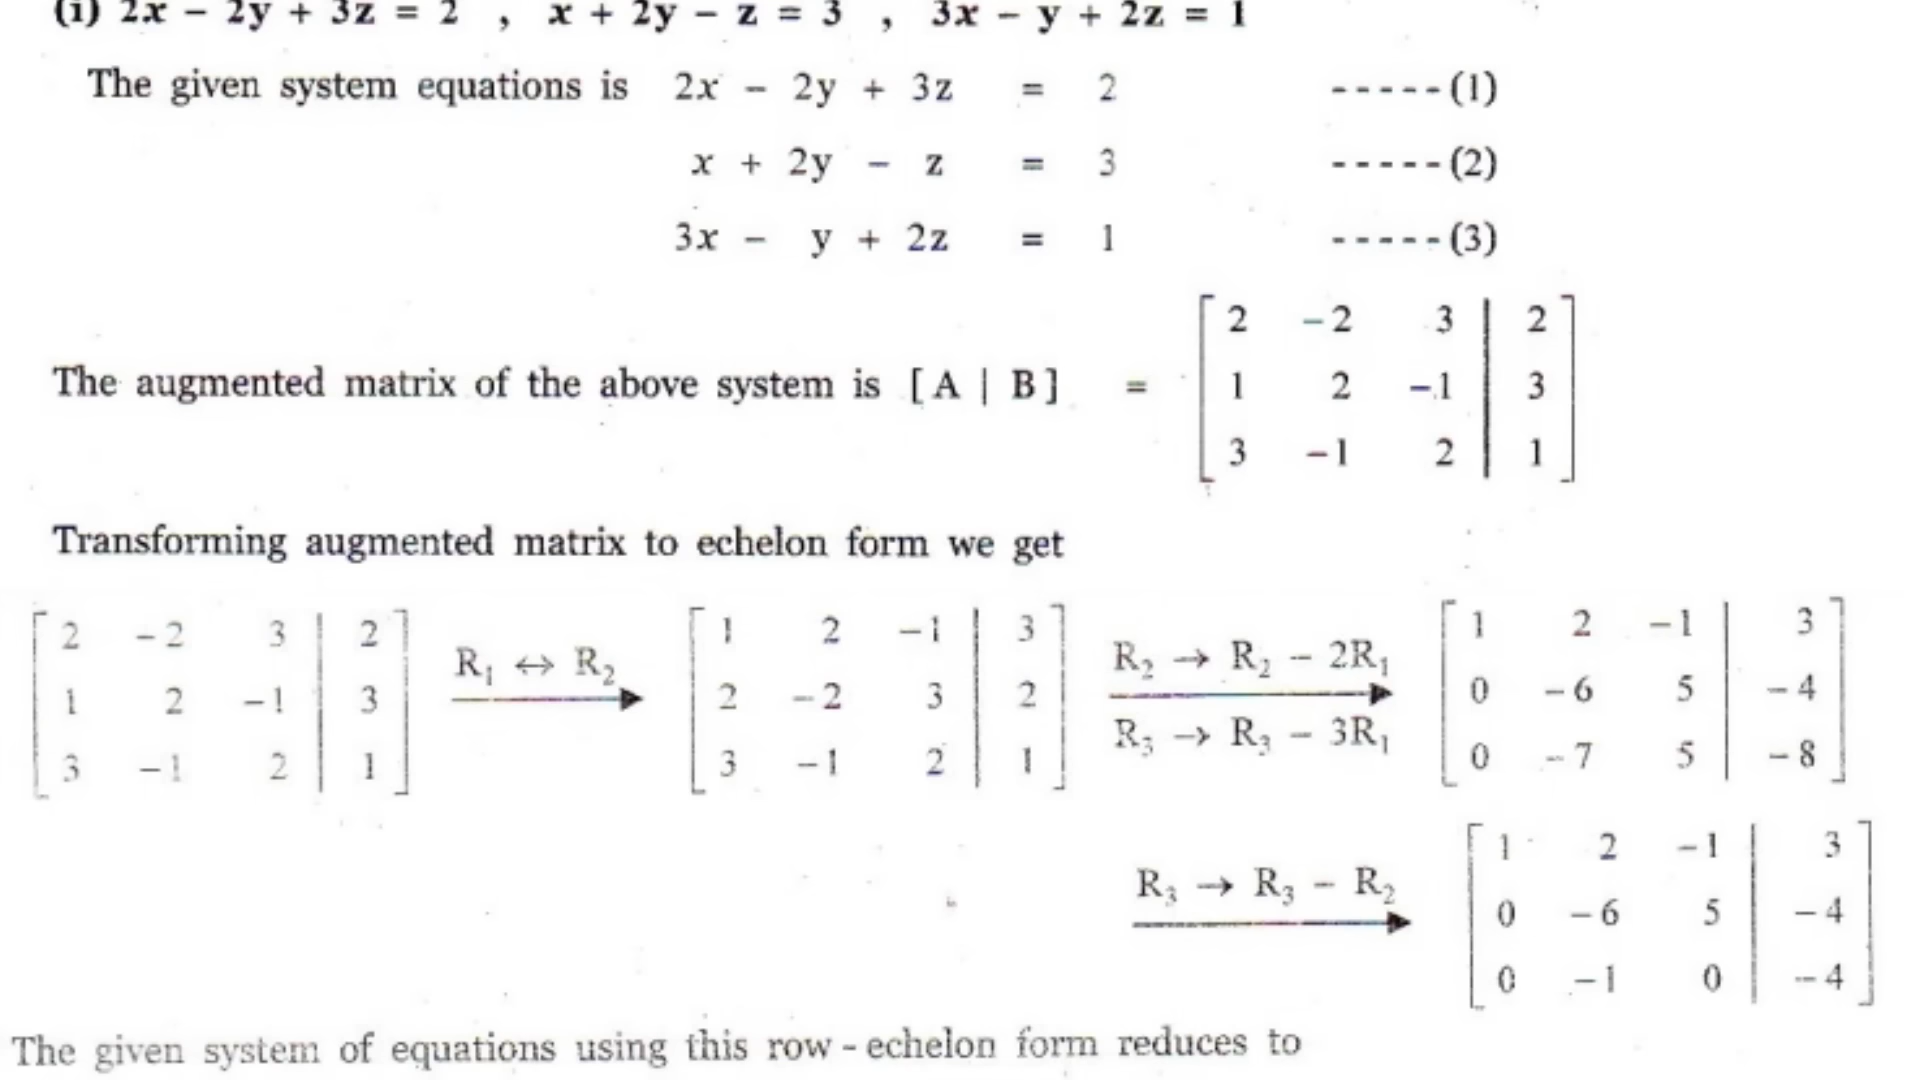 (i) 2x − 2y + 3z = 2 , x + 2y − z = 3 , 3x − y + 2z = 1
The given system equations is 2x − 2y + 3z = 2 -----(1)
x + 2y − z = 3 -----(2)
3x − y + 2z = 1 -----(3)
2 −2 3 | 2
The augmented matrix of the above system is [ A | B ] = 1 2 −1 | 3
3 −1 2 | 1
Transforming augmented matrix to echelon form we get
2 −2 3 | 2 1 2 −1 | 3 1 2 −1 | 3
R₁ ↔ R₂ R₂ → R₂ − 2R₁
1 2 −1 | 3 2 −2 3 | 2 0 −6 5 | −4
R₃ → R₃ − 3R₁
3 −1 2 | 1 3 −1 2 | 1 0 −7 5 | −8
1 2 −1 | 3
R₃ → R₃ − R₂ 0 −6 5 | −4
0 −1 0 | −4
The given system of equations using this row - echelon form reduces to